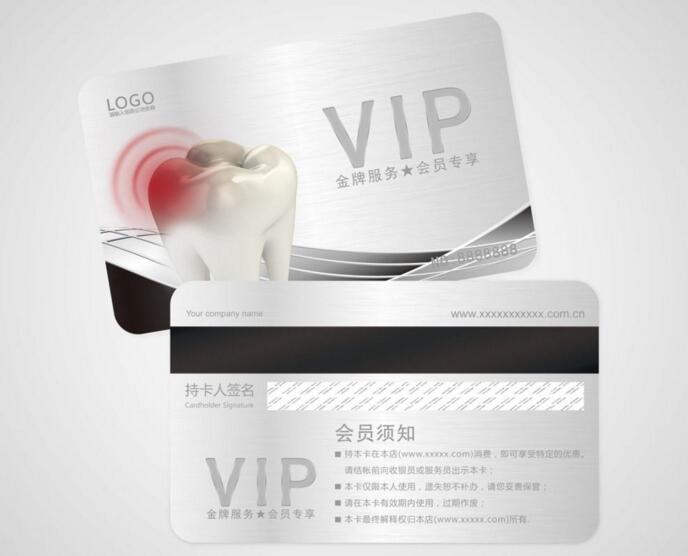 LOGO
VIP
金牌服务★会员专享
NO. 8888888
Your company name
www.xxxxxxxxxxx.com.cn
持卡人签名
Cardholder Signature
会员须知
■ 持本卡在本店(www.xxxxx.com)消费，即可享受特定的优惠。
请结帐前向收银员或服务员出示本卡；
■ 本卡仅限本人使用，遗失恕不补办，请您妥善保管；
■ 请在本卡有效期内使用，过期作废；
■ 本卡最终解释权归本店(www.xxxxx.com)所有.
VIP
金牌服务★会员专享